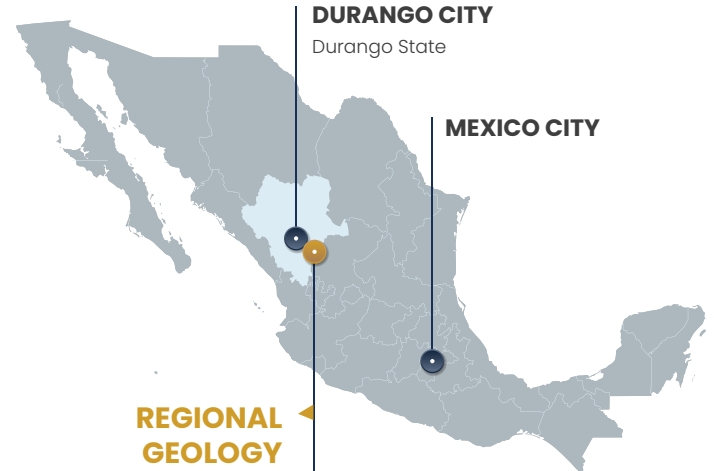 DURANGO CITY
Durango State
MEXICO CITY
REGIONAL
GEOLOGY